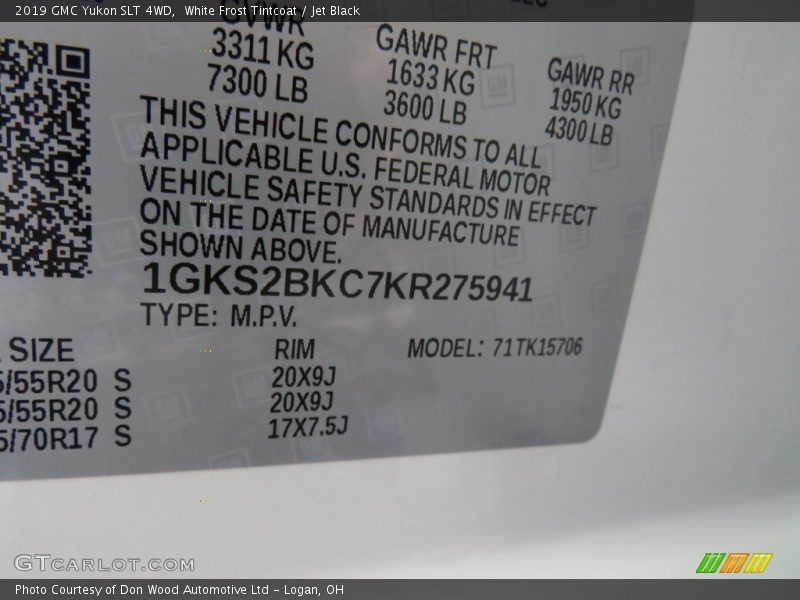 2019 GMC Yukon SLT 4WD, White Frost Tintcoat / Jet Black
GVWR
3311 KG
7300 LB
GAWR FRT
1633 KG
3600 LB
GAWR RR
1950 KG
4300 LB
THIS VEHICLE CONFORMS TO ALL
APPLICABLE U.S. FEDERAL MOTOR
VEHICLE SAFETY STANDARDS IN EFFECT
ON THE DATE OF MANUFACTURE
SHOWN ABOVE.
1GKS2BKC7KR275941
TYPE: M.P.V.
SIZE RIM MODEL: 71TK15706
/55R20 S 20X9J
/55R20 S 20X9J
/70R17 S 17X7.5J
GTCARLOT.COM
Photo Courtesy of Don Wood Automotive Ltd - Logan, OH